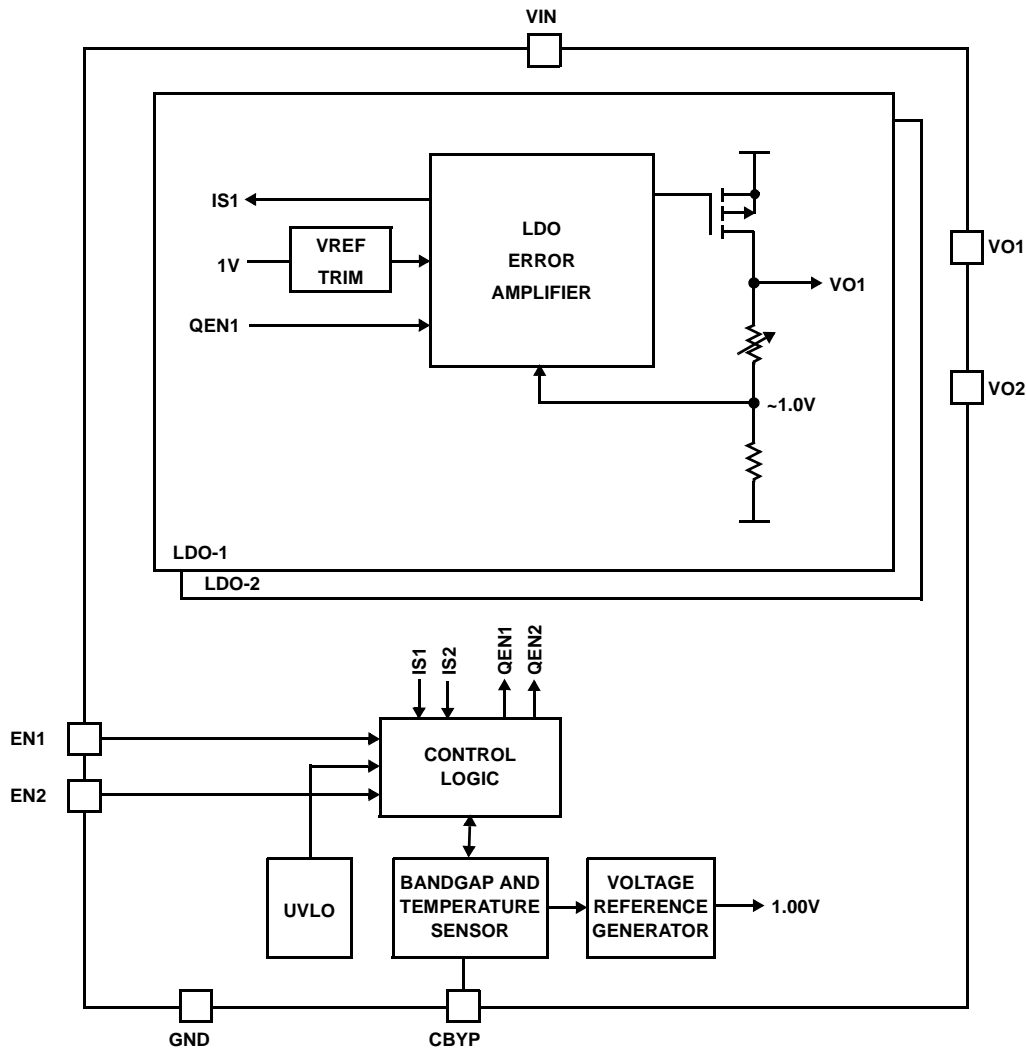 VIN
IS1
1V
VREF
TRIM
QEN1
LDO
ERROR
AMPLIFIER
VO1
~1.0V
VO1
VO2
LDO-1
LDO-2
IS1
IS2
QEN1
QEN2
EN1
EN2
CONTROL
LOGIC
UVLO
BANDGAP AND
TEMPERATURE
SENSOR
VOLTAGE
REFERENCE
GENERATOR
1.00V
GND
CBYP